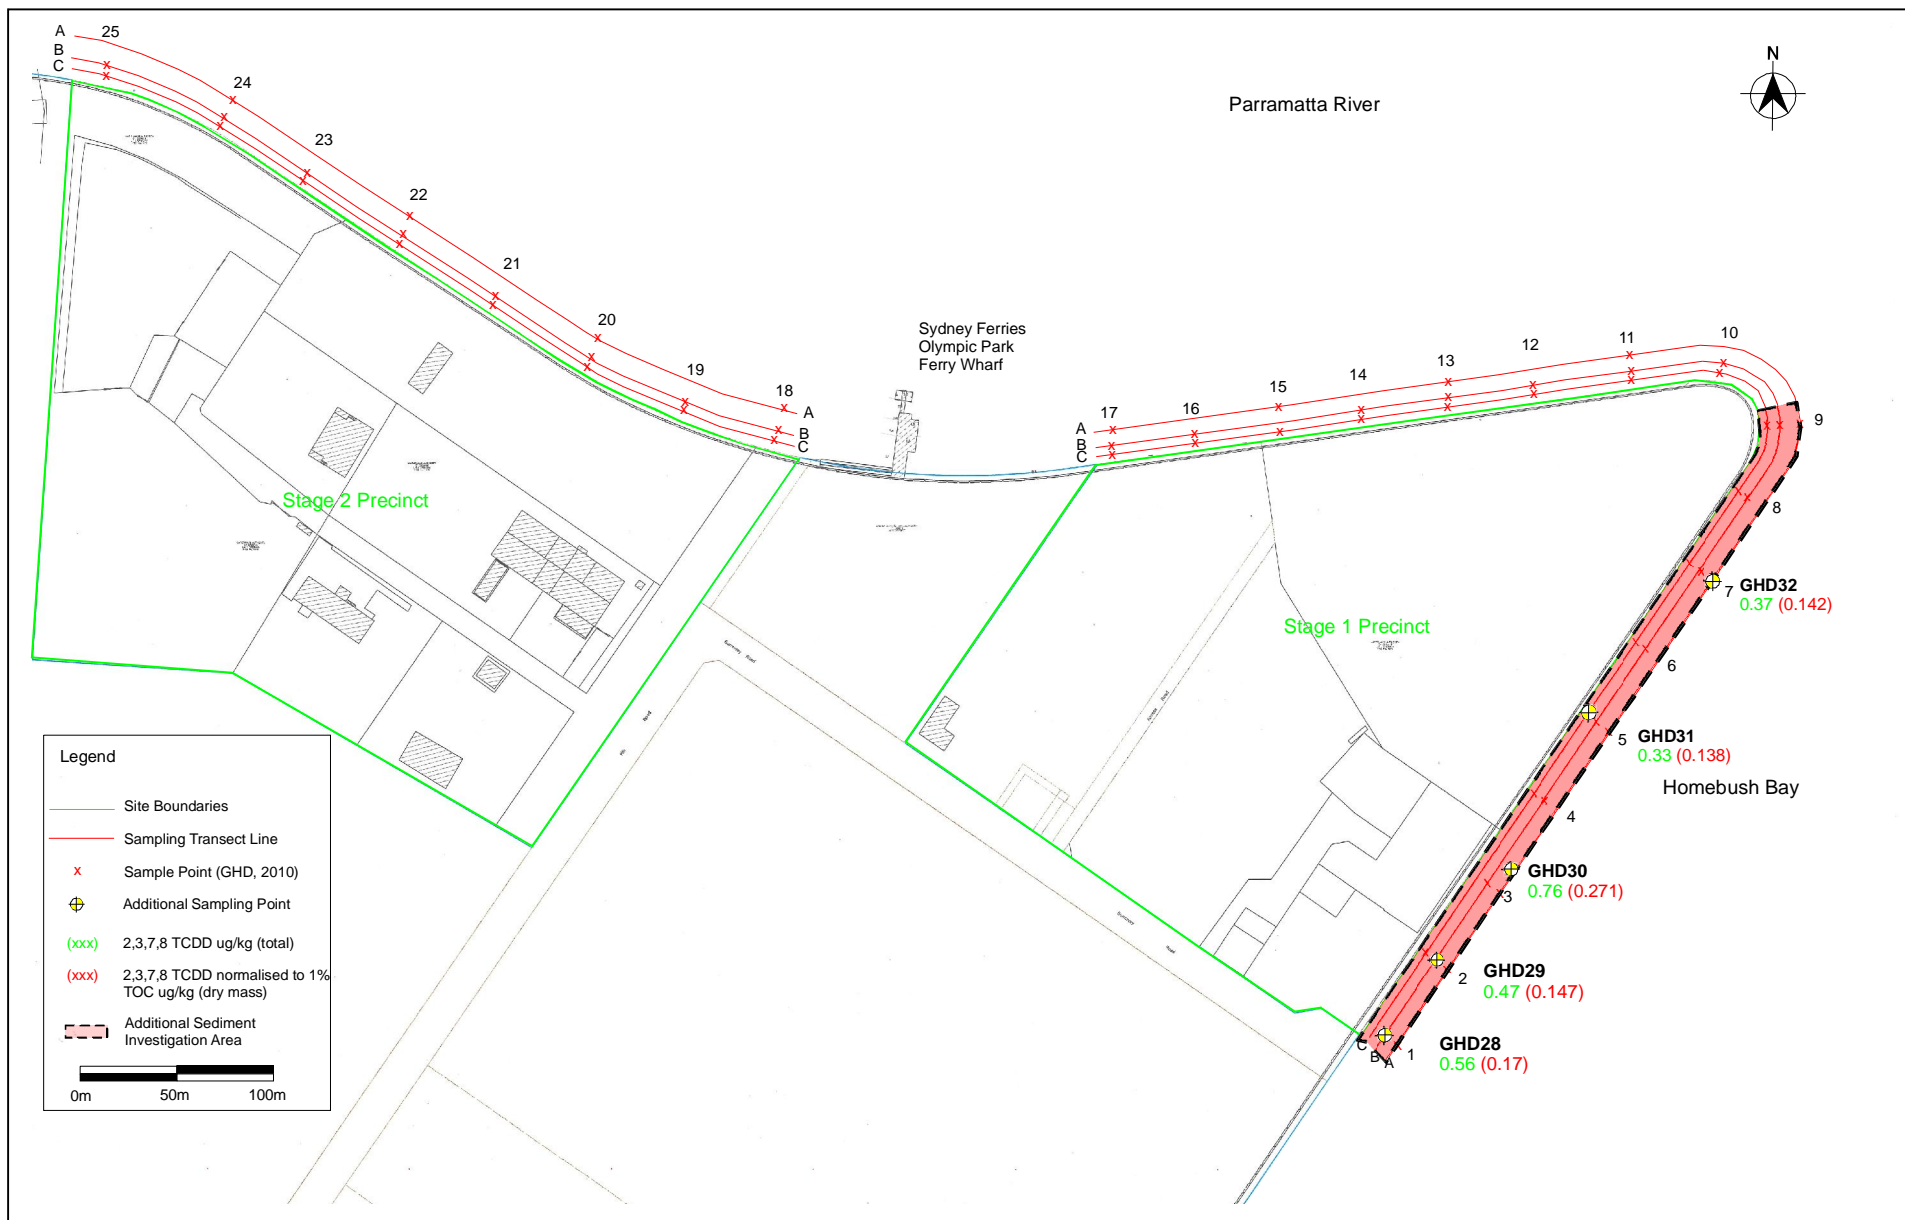 A
B
C
25
24
23
22
21
20
19
18
A
B
C
Parramatta River
N
Sydney Ferries
Olympic Park
Ferry Wharf
17
16
15
14
13
12
11
10
9
A
B
C
8
7
GHD32
0.37 (0.142)
6
5
GHD31
0.33 (0.138)
Homebush Bay
4
GHD30
0.76 (0.271)
3
2
GHD29
0.47 (0.147)
1
GHD28
0.56 (0.17)
C
B
A
Stage 2 Precinct
Stage 1 Precinct
Road
Road
Road
Legend
Site Boundaries
Sampling Transect Line
x Sample Point (GHD, 2010)
Additional Sampling Point
(xxx) 2,3,7,8 TCDD ug/kg (total)
(xxx) 2,3,7,8 TCDD normalised to 1%
TOC ug/kg (dry mass)
Additional Sediment
Investigation Area
0m 50m 100m